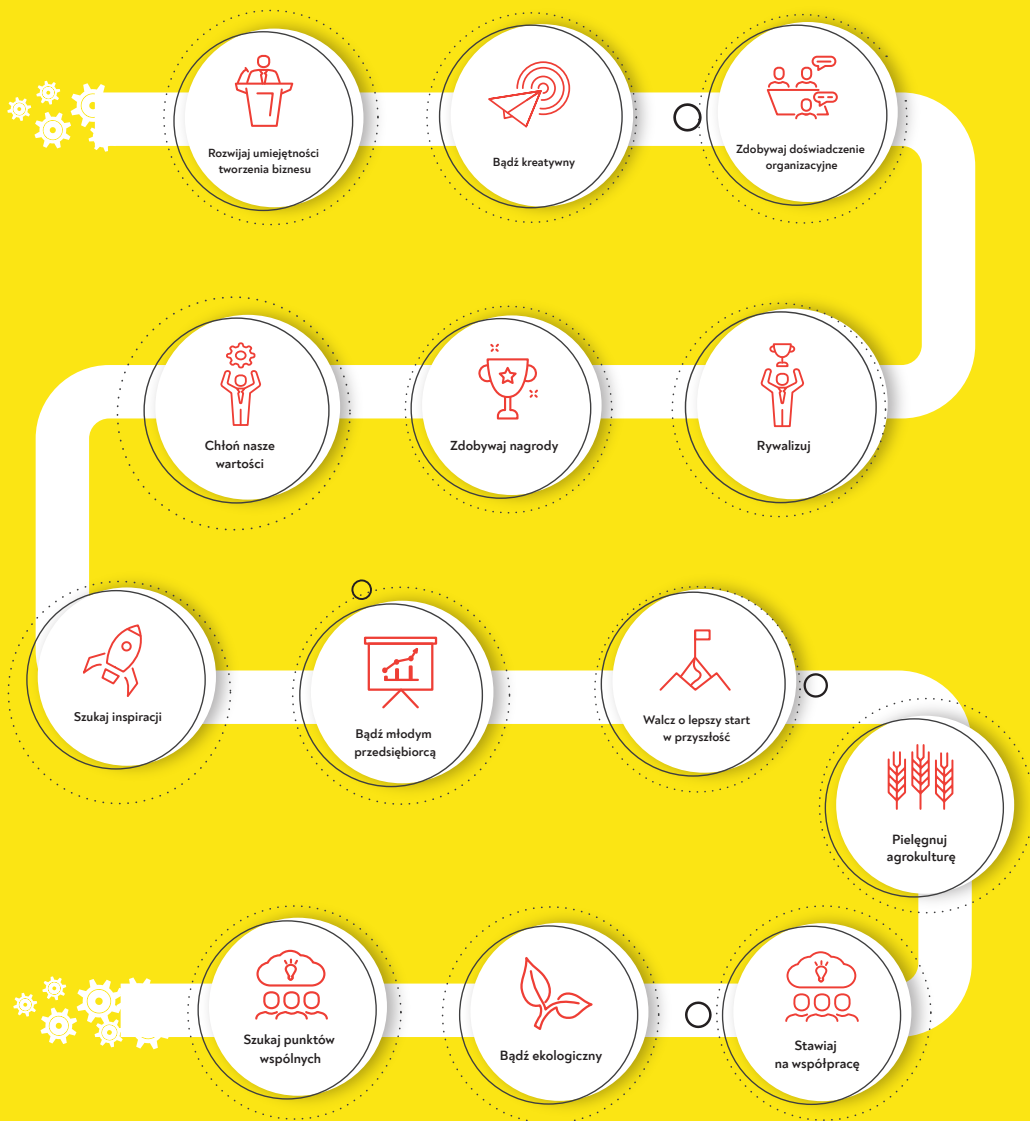 Rozwijaj umiejętności
tworzenia biznesu
Bądź kreatywny
Zdobywaj doświadczenie
organizacyjne
Rywalizuj
Zdobywaj nagrody
Chłoń nasze
wartości
Szukaj inspiracji
Bądź młodym
przedsiębiorcą
Walcz o lepszy start
w przyszłość
Pielęgnuj
agrokulturę
Stawiaj
na współpracę
Bądź ekologiczny
Szukaj punktów
wspólnych